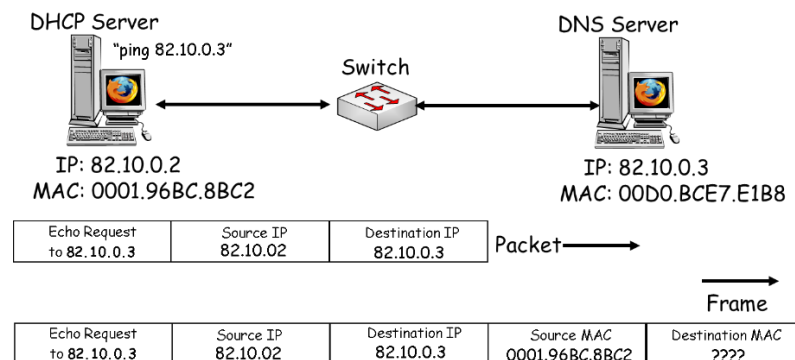 DHCP Server
"ping 82.10.0.3"
Switch
DNS Server
IP: 82.10.0.2
MAC: 0001.96BC.8BC2
IP: 82.10.0.3
MAC: 00D0.BCE7.E1B8
Echo Request
to 82.10.0.3
Source IP
82.10.02
Destination IP
82.10.0.3
Packet
Frame
Echo Request
to 82.10.0.3
Source IP
82.10.02
Destination IP
82.10.0.3
Source MAC
0001.96BC.8BC2
Destination MAC
????